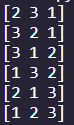 [2 3 1]
[3 2 1]
[3 1 2]
[1 3 2]
[2 1 3]
[1 2 3]